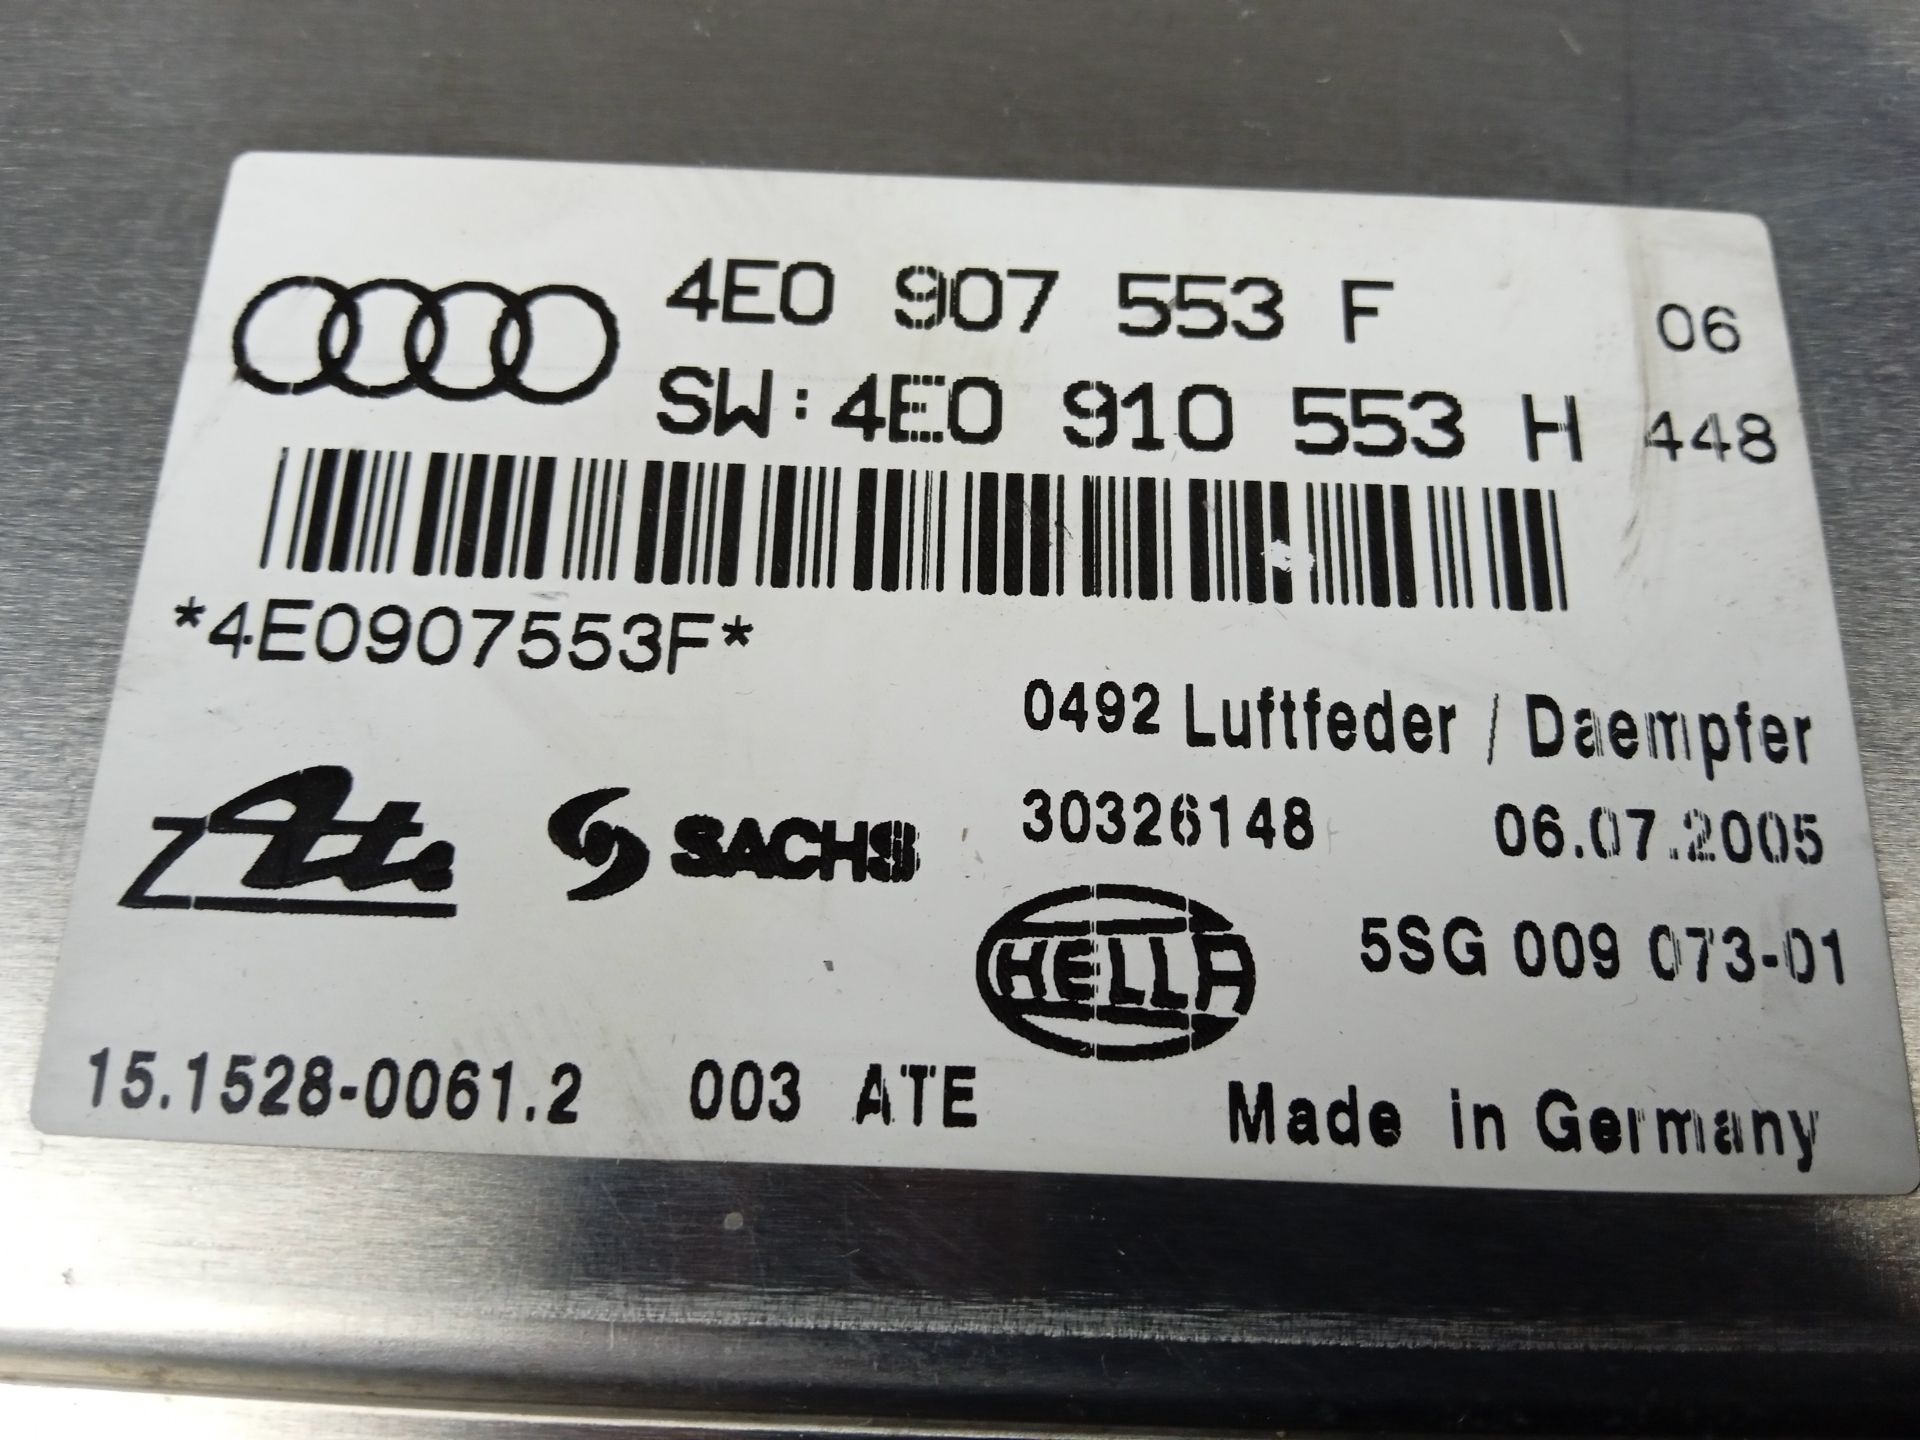 4E0 907 553 F 06
SW:4E0 910 553 H 448
*4E0907553F*
0492 Luftfeder / Daempfer
30326148 06.07.2005
Ate SACHS
HELLA 5SG 009 073-01
15.1528-0061.2 003 ATE
Made in Germany